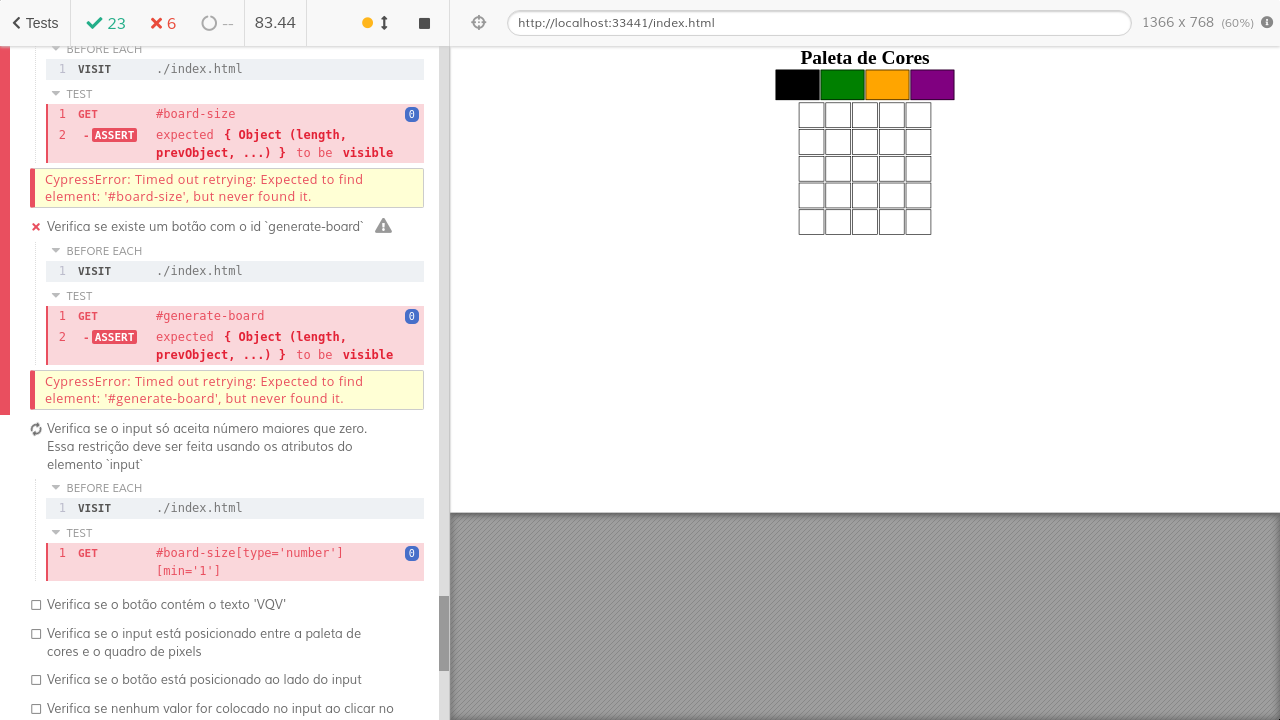 Tests
23
6
--
83.44
http://localhost:33441/index.html
1366 x 768 (60%)
BEFORE EACH
1 VISIT ./index.html
TEST
1 GET #board-size 0
2 -ASSERT expected { Object (length,
prevObject, ...) } to be visible
CypressError: Timed out retrying: Expected to find
element: '#board-size', but never found it.
Verifica se existe um botão com o id `generate-board`
BEFORE EACH
1 VISIT ./index.html
TEST
1 GET #generate-board 0
2 -ASSERT expected { Object (length,
prevObject, ...) } to be visible
CypressError: Timed out retrying: Expected to find
element: '#generate-board', but never found it.
Verifica se o input só aceita número maiores que zero.
Essa restrição deve ser feita usando os atributos do
elemento `input`
BEFORE EACH
1 VISIT ./index.html
TEST
1 GET #board-size[type='number'] 0
[min='1']
Verifica se o botão contém o texto 'VQV'
Verifica se o input está posicionado entre a paleta de
cores e o quadro de pixels
Verifica se o botão está posicionado ao lado do input
Verifica se nenhum valor for colocado no input ao clicar no
Paleta de Cores